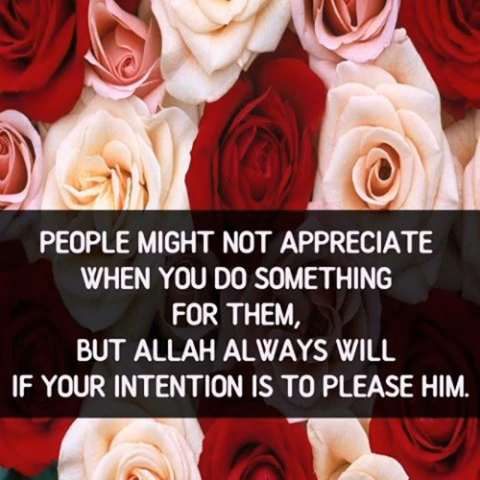 PEOPLE MIGHT NOT APPRECIATE
WHEN YOU DO SOMETHING
FOR THEM,
BUT ALLAH ALWAYS WILL
IF YOUR INTENTION IS TO PLEASE HIM.